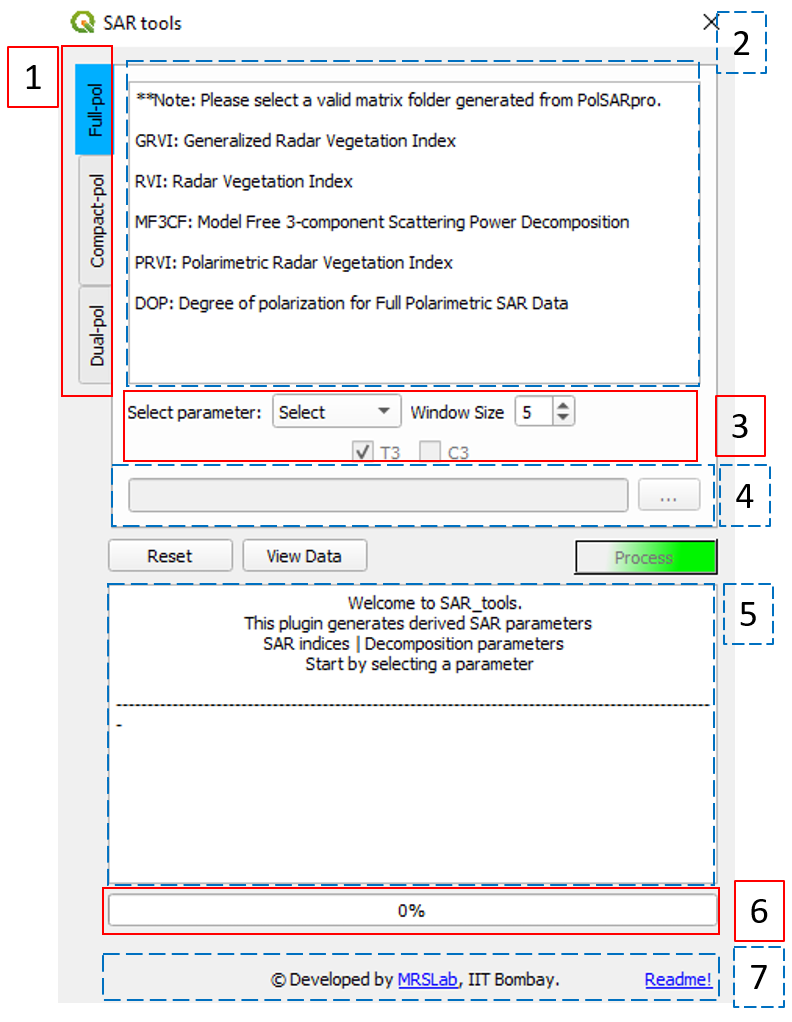 SAR tools
2
1
Full-pol
Compact-pol
Dual-pol
**Note: Please select a valid matrix folder generated from PolSARpro.
GRVI: Generalized Radar Vegetation Index
RVI: Radar Vegetation Index
MF3CF: Model Free 3-component Scattering Power Decomposition
PRVI: Polarimetric Radar Vegetation Index
DOP: Degree of polarization for Full Polarimetric SAR Data
Select parameter: Select Window Size 5
3
T3 C3
...
4
Reset View Data Process
5
Welcome to SAR_tools.
This plugin generates derived SAR parameters
SAR indices | Decomposition parameters
Start by selecting a parameter
---------------------------------------------------------------------------------------------------
-
0%
6
© Developed by MRSLab, IIT Bombay. Readme!
7